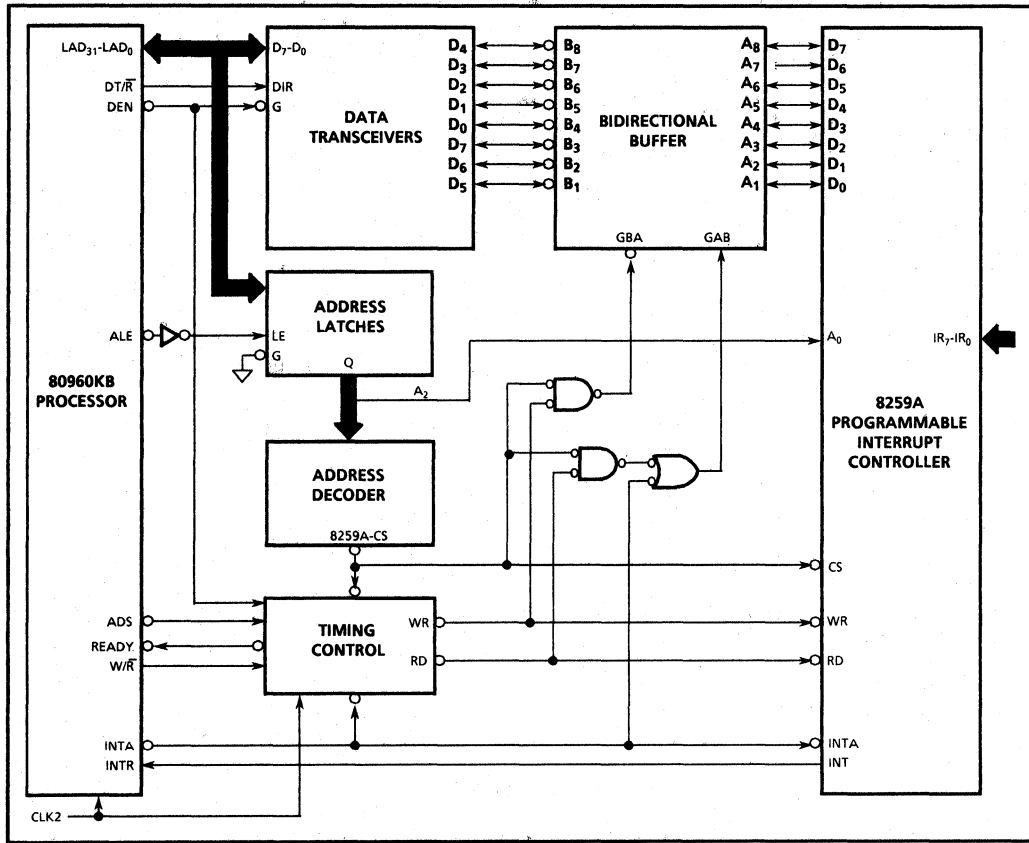 LAD31-LAD0
DT/R̅
DEN
ALE
80960KB
PROCESSOR
ADS
READY
W/R̅
INTA
INTR
CLK2
D7-D0
DIR
G
DATA
TRANSCEIVERS
D4
D3
D2
D1
D0
D7
D6
D5
B8
B7
B6
B5
B4
B3
B2
B1
BIDIRECTIONAL
BUFFER
GBA
GAB
A8
A7
A6
A5
A4
A3
A2
A1
D7
D6
D5
D4
D3
D2
D1
D0
ADDRESS
LATCHES
LE
G
Q
A2
ADDRESS
DECODER
8259A-CS
TIMING
CONTROL
WR
RD
A0
IR7-IR0
8259A
PROGRAMMABLE
INTERRUPT
CONTROLLER
CS
WR
RD
INTA
INT